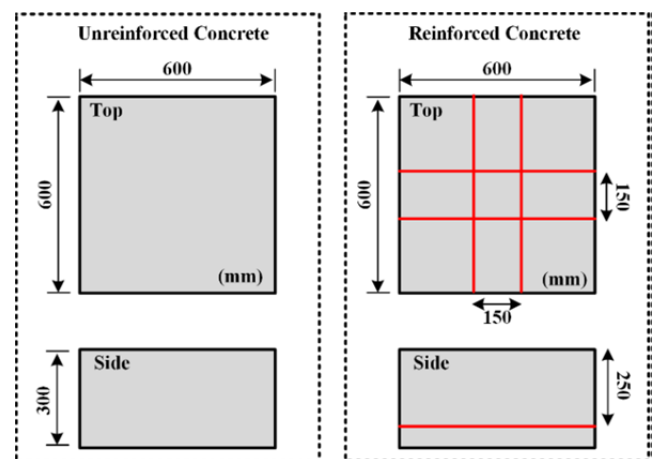 Unreinforced Concrete
600
Top
600
(mm)
Side
300
Reinforced Concrete
600
Top
600
150
(mm)
150
Side
250